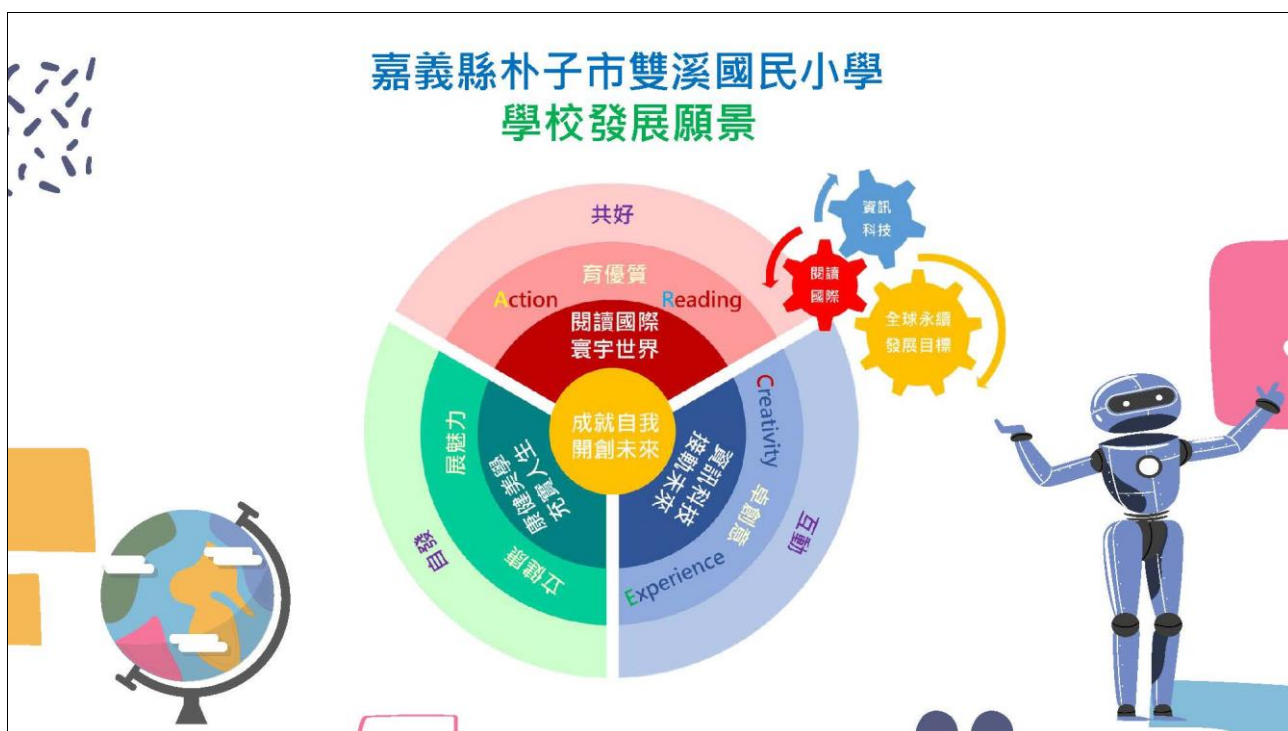 嘉義縣朴子市雙溪國民小學
學校發展願景
共好
育優質
Action
Reading
閱讀國際
寰宇世界
資訊
科技
閱讀
國際
全球永續
發展目標
成就自我
開創未來
展魅力
立健康
康健美學
充實人生
自發
Creativity
資訊科技
接軌未來
卓創意
Experience
互動